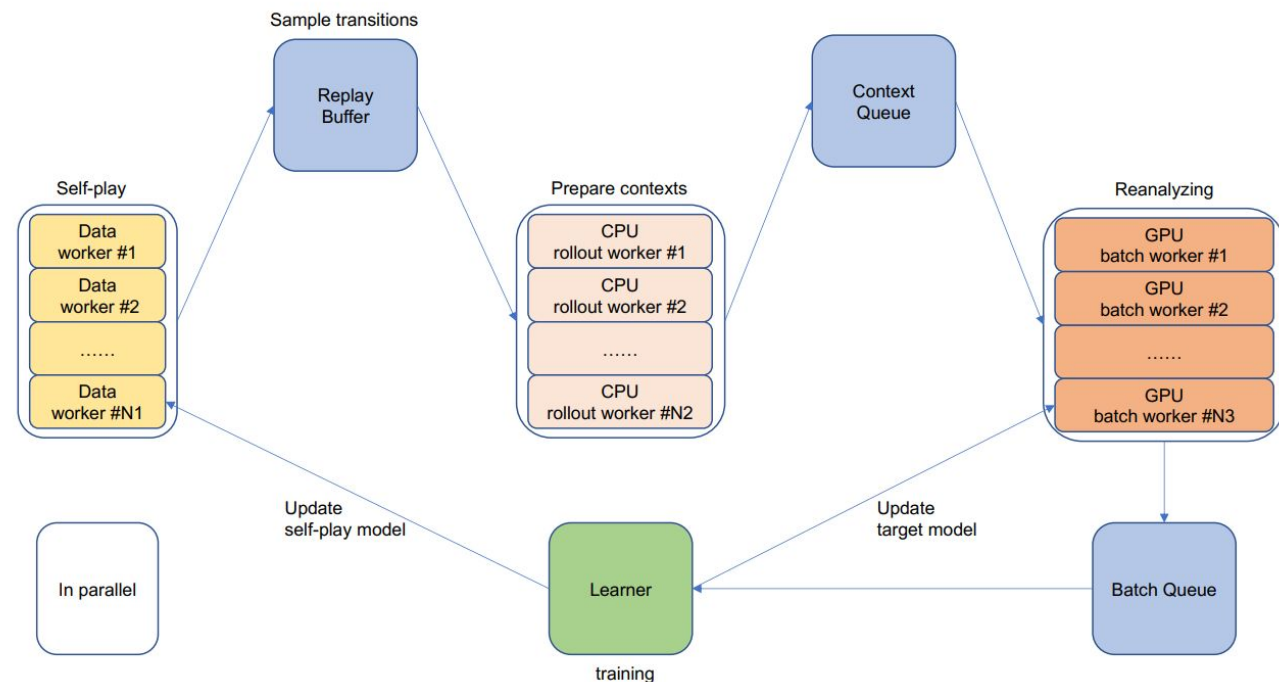 Sample transitions
Replay
Buffer
Context
Queue
Self-play
Data
worker #1
Data
worker #2
......
Data
worker #N1
Prepare contexts
CPU
rollout worker #1
CPU
rollout worker #2
......
CPU
rollout worker #N2
Reanalyzing
GPU
batch worker #1
GPU
batch worker #2
......
GPU
batch worker #N3
Update
self-play model
Update
target model
In parallel
Learner
Batch Queue
training